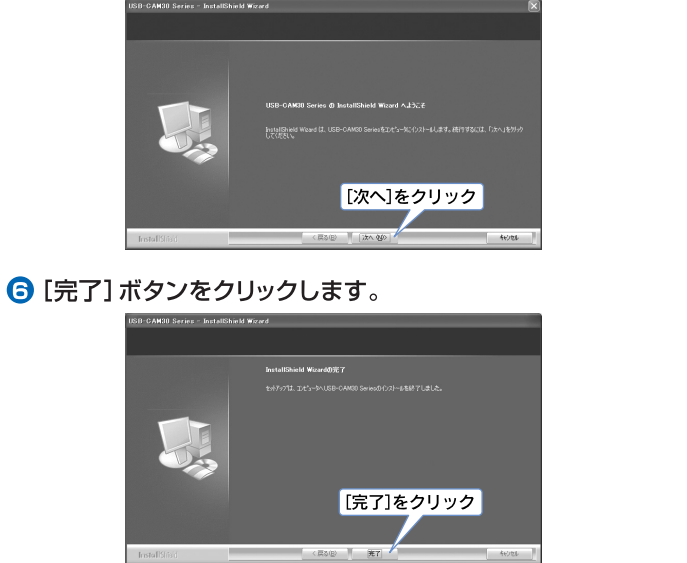 USB-CAM30 Series - InstallShield Wizard
USB-CAM30 Series の InstallShield Wizard へようこそ
InstallShield Wizard は、USB-CAM30 Seriesをコンピュータにインストールします。続行するには、「次へ」をクリック
してください。
[次へ]をクリック
InstallShield
< 戻る(B)
次へ(N)>
キャンセル
6 [完了] ボタンをクリックします。
USB-CAM30 Series - InstallShield Wizard
InstallShield Wizardの完了
セットアップは、コンピュータへUSB-CAM30 Seriesのインストールを終了しました。
[完了]をクリック
InstallShield
< 戻る(B)
完了
キャンセル